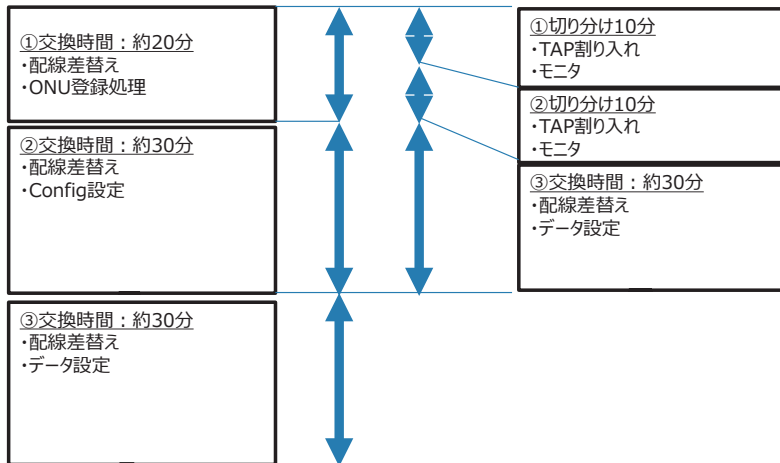 ①交換時間：約20分
・配線差替え
・ONU登録処理
②交換時間：約30分
・配線差替え
・Config設定
③交換時間：約30分
・配線差替え
・データ設定
①切り分け10分
・TAP割り入れ
・モニタ
②切り分け10分
・TAP割り入れ
・モニタ
③交換時間：約30分
・配線差替え
・データ設定